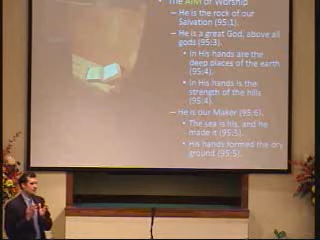 The Aim of Worship
He is the rock of our
Salvation (95:1).
He is a great God, above all
gods (95:3).
In His hands are the
deep places of the earth
(95:4).
In His hands is the
strength of the hills
(95:4).
He is our Maker (95:6).
The sea is his, and he
made it (95:5).
His hands formed the dry
ground (95:5).